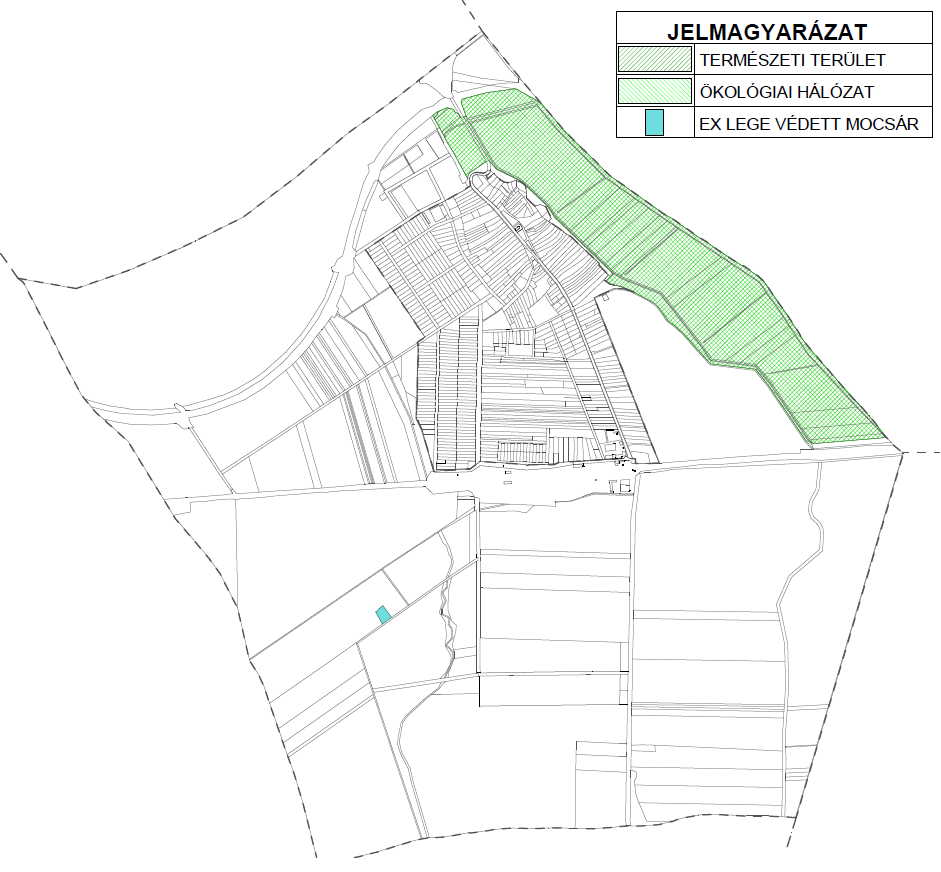 JELMAGYARÁZAT
TERMÉSZETI TERÜLET
ÖKOLÓGIAI HÁLÓZAT
EX LEGE VÉDETT MOCSÁR